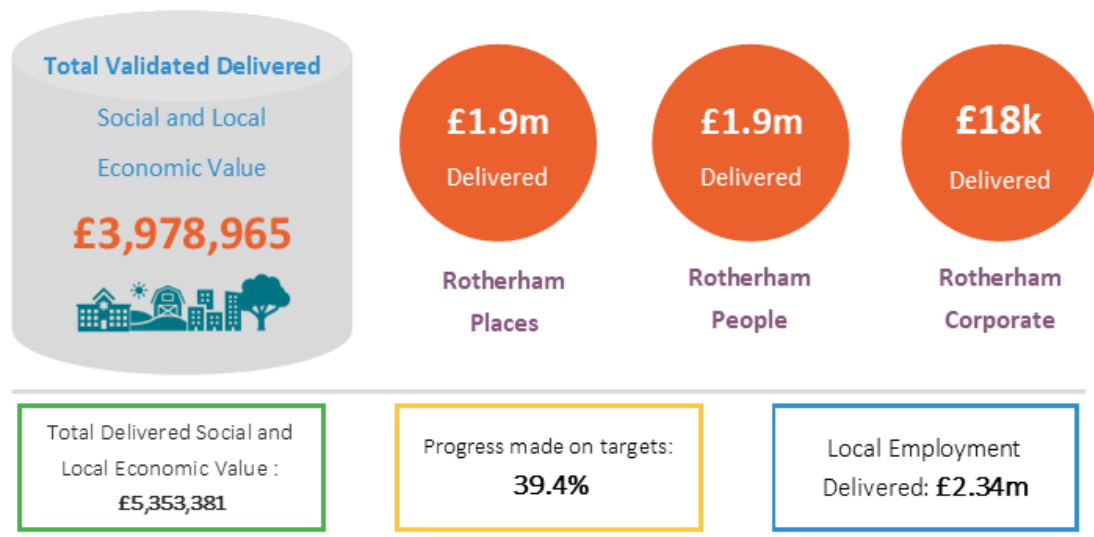 Total Validated Delivered
Social and Local
Economic Value
£3,978,965
£1.9m
Delivered
Rotherham
Places
£1.9m
Delivered
Rotherham
People
£18k
Delivered
Rotherham
Corporate
Total Delivered Social and
Local Economic Value :
£5,353,381
Progress made on targets:
39.4%
Local Employment
Delivered: £2.34m